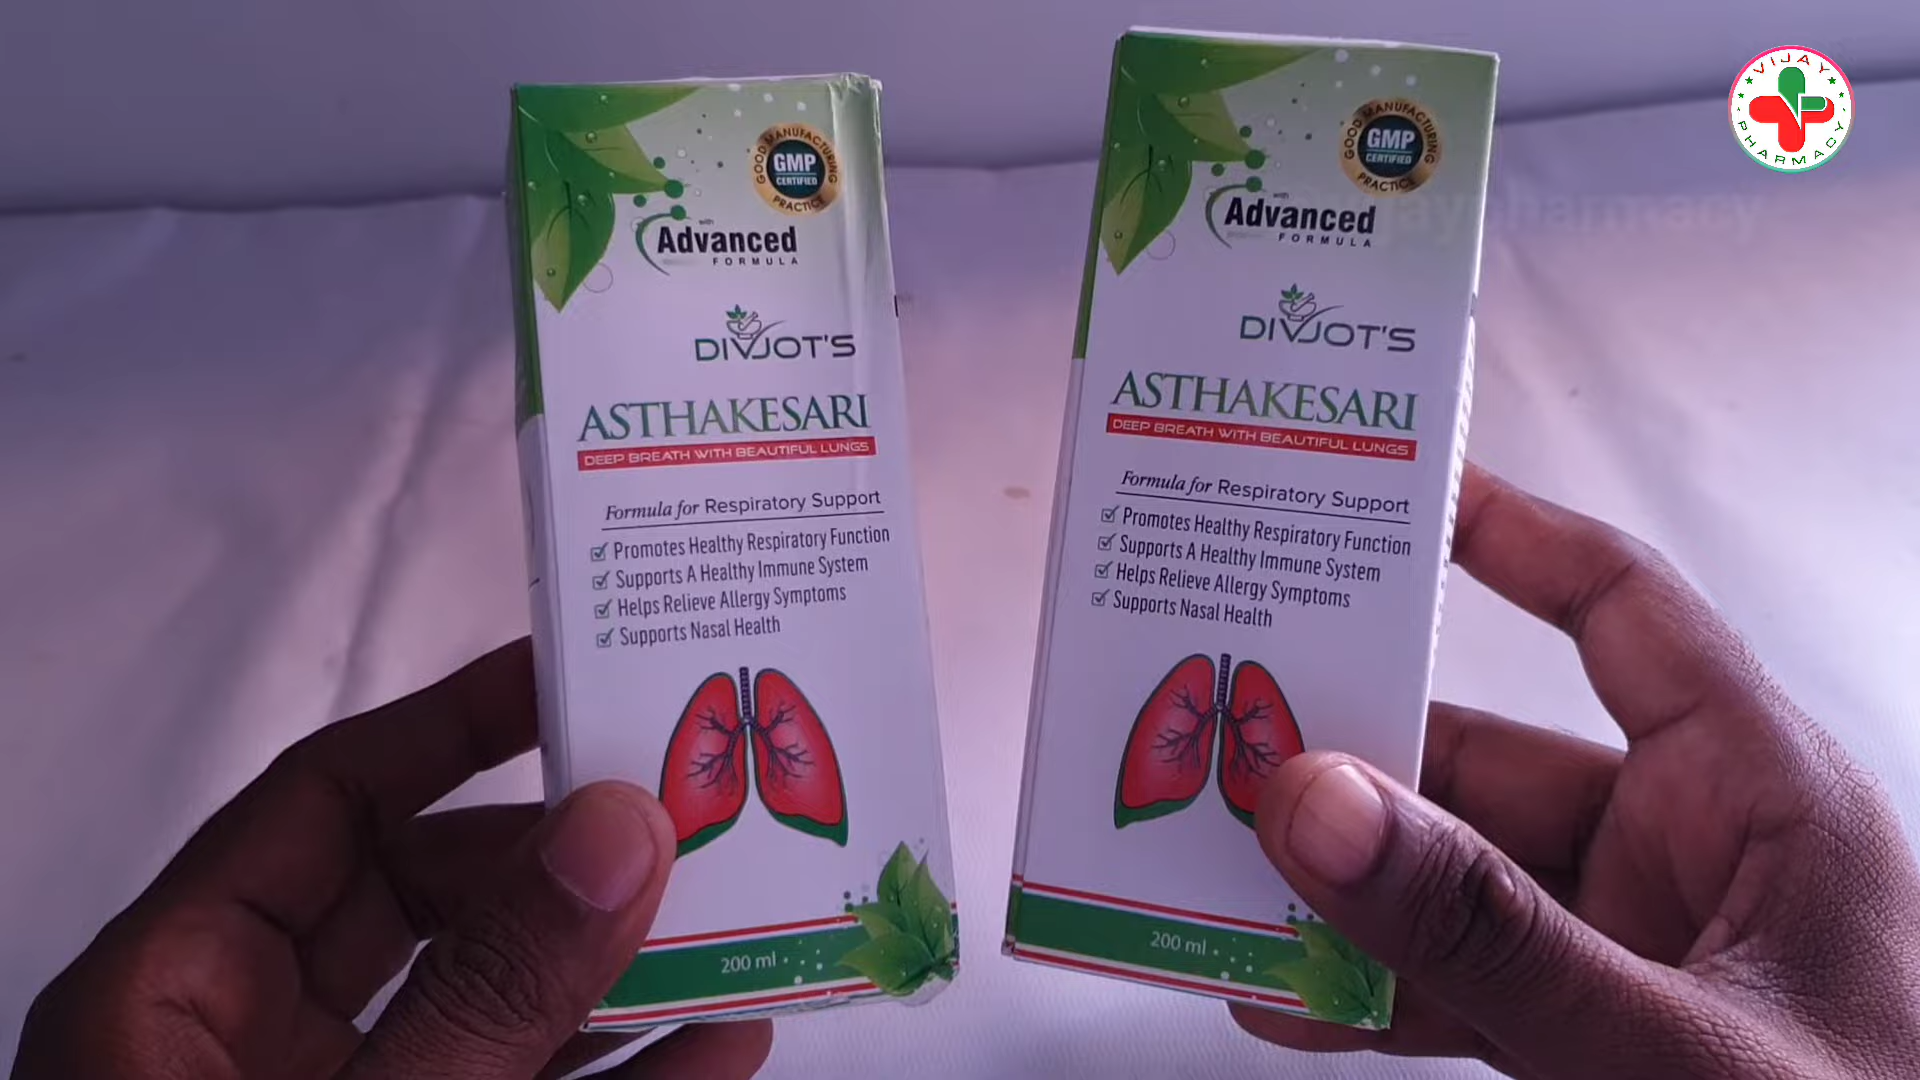 GOOD MANUFACTURING
GMP
CERTIFIED
PRACTICE
with
Advanced
FORMULA
DIVJOT'S
ASTHAKESARI
DEEP BREATH WITH BEAUTIFUL LUNGS
Formula for Respiratory Support
Promotes Healthy Respiratory Function
Supports A Healthy Immune System
Helps Relieve Allergy Symptoms
Supports Nasal Health
200 ml
GOOD MANUFACTURING
GMP
CERTIFIED
PRACTICE
with
Advanced
FORMULA
DIVJOT'S
ASTHAKESARI
DEEP BREATH WITH BEAUTIFUL LUNGS
Formula for Respiratory Support
Promotes Healthy Respiratory Function
Supports A Healthy Immune System
Helps Relieve Allergy Symptoms
Supports Nasal Health
200 ml
VIJAY
PHARMACY